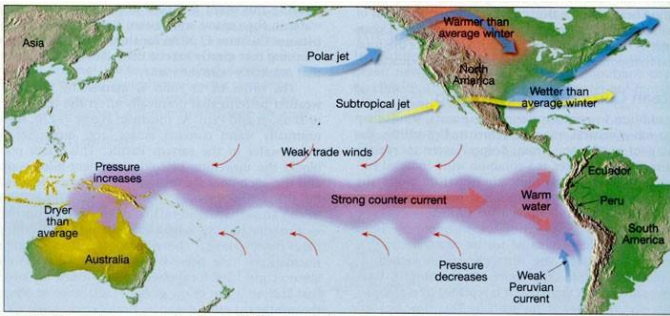 Asia
Polar jet
Warmer than
average winter
North
America
Subtropical jet
Wetter than
average winter
Weak trade winds
Pressure
increases
Strong counter current
Warm
water
Ecuador
Peru
South
America
Dryer
than
average
Australia
Pressure
decreases
Weak
Peruvian
current